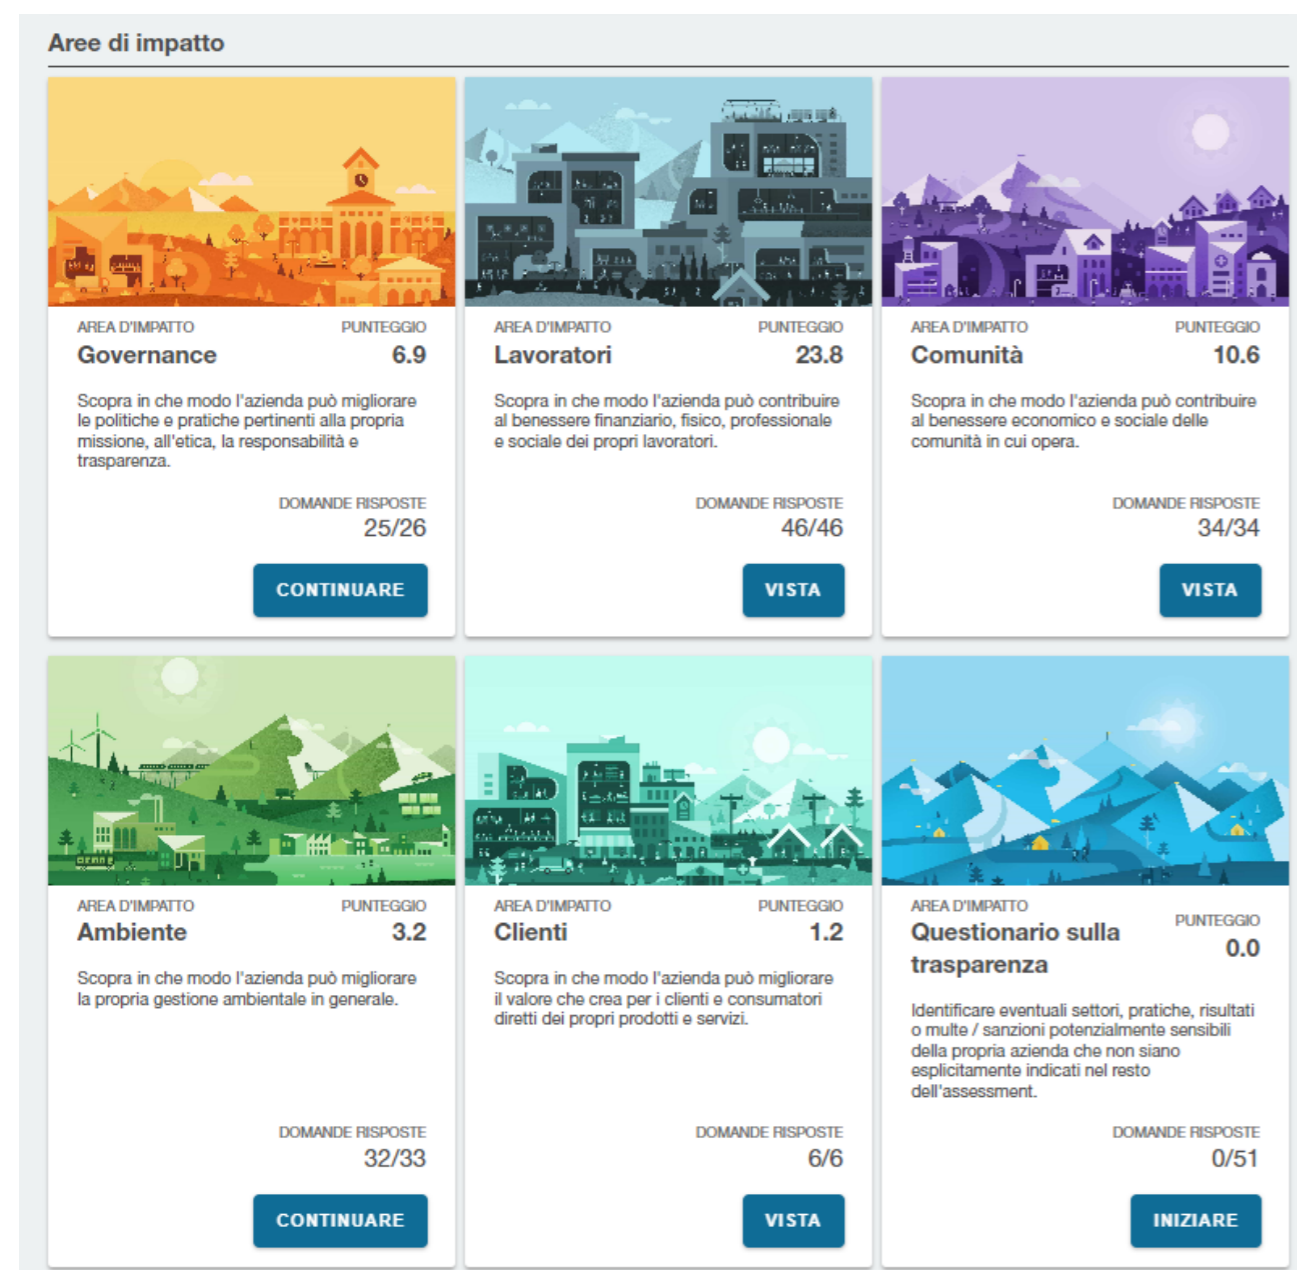 Aree di impatto
AREA D'IMPATTO PUNTEGGIO
Governance 6.9
Scopra in che modo l'azienda può migliorare
le politiche e pratiche pertinenti alla propria
missione, all'etica, la responsabilità e
trasparenza.
DOMANDE RISPOSTE
25/26
CONTINUARE
AREA D'IMPATTO PUNTEGGIO
Lavoratori 23.8
Scopra in che modo l'azienda può contribuire
al benessere finanziario, fisico, professionale
e sociale dei propri lavoratori.
DOMANDE RISPOSTE
46/46
VISTA
AREA D'IMPATTO PUNTEGGIO
Comunità 10.6
Scopra in che modo l'azienda può contribuire
al benessere economico e sociale delle
comunità in cui opera.
DOMANDE RISPOSTE
34/34
VISTA
AREA D'IMPATTO PUNTEGGIO
Ambiente 3.2
Scopra in che modo l'azienda può migliorare
la propria gestione ambientale in generale.
DOMANDE RISPOSTE
32/33
CONTINUARE
AREA D'IMPATTO PUNTEGGIO
Clienti 1.2
Scopra in che modo l'azienda può migliorare
il valore che crea per i clienti e consumatori
diretti dei propri prodotti e servizi.
DOMANDE RISPOSTE
6/6
VISTA
AREA D'IMPATTO
PUNTEGGIO
Questionario sulla
0.0
trasparenza
Identificare eventuali settori, pratiche, risultati
o multe / sanzioni potenzialmente sensibili
della propria azienda che non siano
esplicitamente indicati nel resto
dell'assessment.
DOMANDE RISPOSTE
0/51
INIZIARE